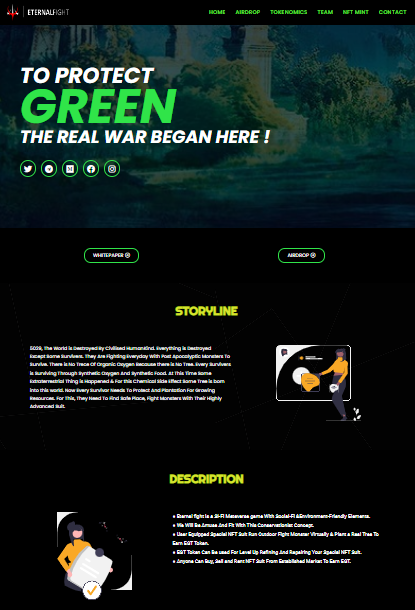 ETERNALFIGHT
HOME AIRDROP TOKENOMICS TEAM NFT MINT CONTACT
TO PROTECT
GREEN
THE REAL WAR BEGAN HERE !
WHITEPAPER
AIRDROP
STORYLINE
5029, The World is Destroyed By Civilised Humankind. Everything is Destroyed
Except Some Survivers. They Are Fighting Everyday With Post Apocalyptic Monsters To
Survive. There is No Trace Of Organic Oxygen Because there is No Tree. Every Survivers
is Surviving Through Synthetic Oxygen And Synthetic Food. At This Time Some
Extraterrestrial Thing is Happened & For this Chemical Side Effect Some Tree is born
Into this world. Now Every Survivor Needs To Protect And Plantation For Growing
Resources. For This, They Need To Find Safe Place, Fight Monsters With Their Highly
Advanced Suit.
DESCRIPTION
● Eternal fight is a Si-Fi Metaverse game With Social-Fi &Environment-Friendly Elements.
● We Will Be Amuse And Fit With This Conservationist Concept.
● User Equipped Special NFT Suit Run Outdoor Fight Monster Virtually & Plant a Real Tree To
Earn EGT Token.
● EGT Token Can Be used For Level Up Refining And Repairing Your Special NFT Suit.
● Anyone Can Buy, Sell and Rent NFT Suit From Established Market To Earn EGT.